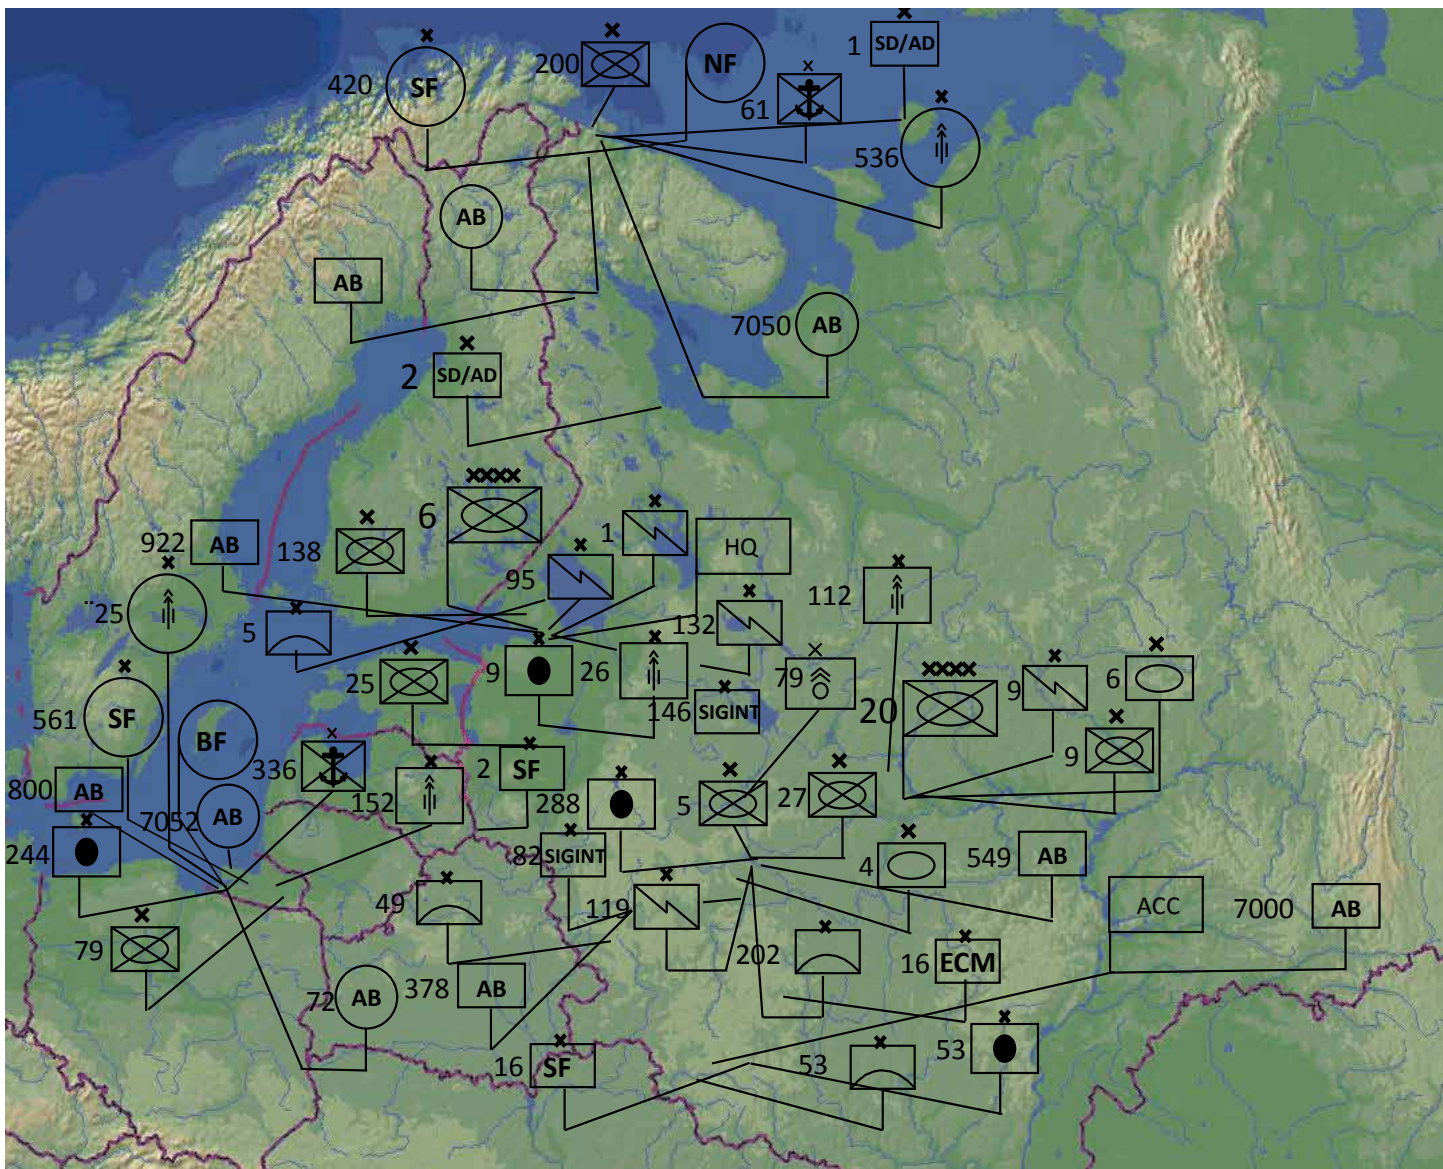 1 SD/AD
420 SF
200
NF
61
536
AB
AB
7050 AB
2 SD/AD
6
922 AB
138
1
HQ
95
112
¨25
5
132
25
9
26
79
146 SIGINT
20
9
6
561 SF
BF
336
9
2 SF
800 AB
152
288
5
27
7052 AB
244
82 SIGINT
4
549 AB
49
119
ACC
7000 AB
79
202
16 ECM
72 AB
378 AB
16 SF
53
53